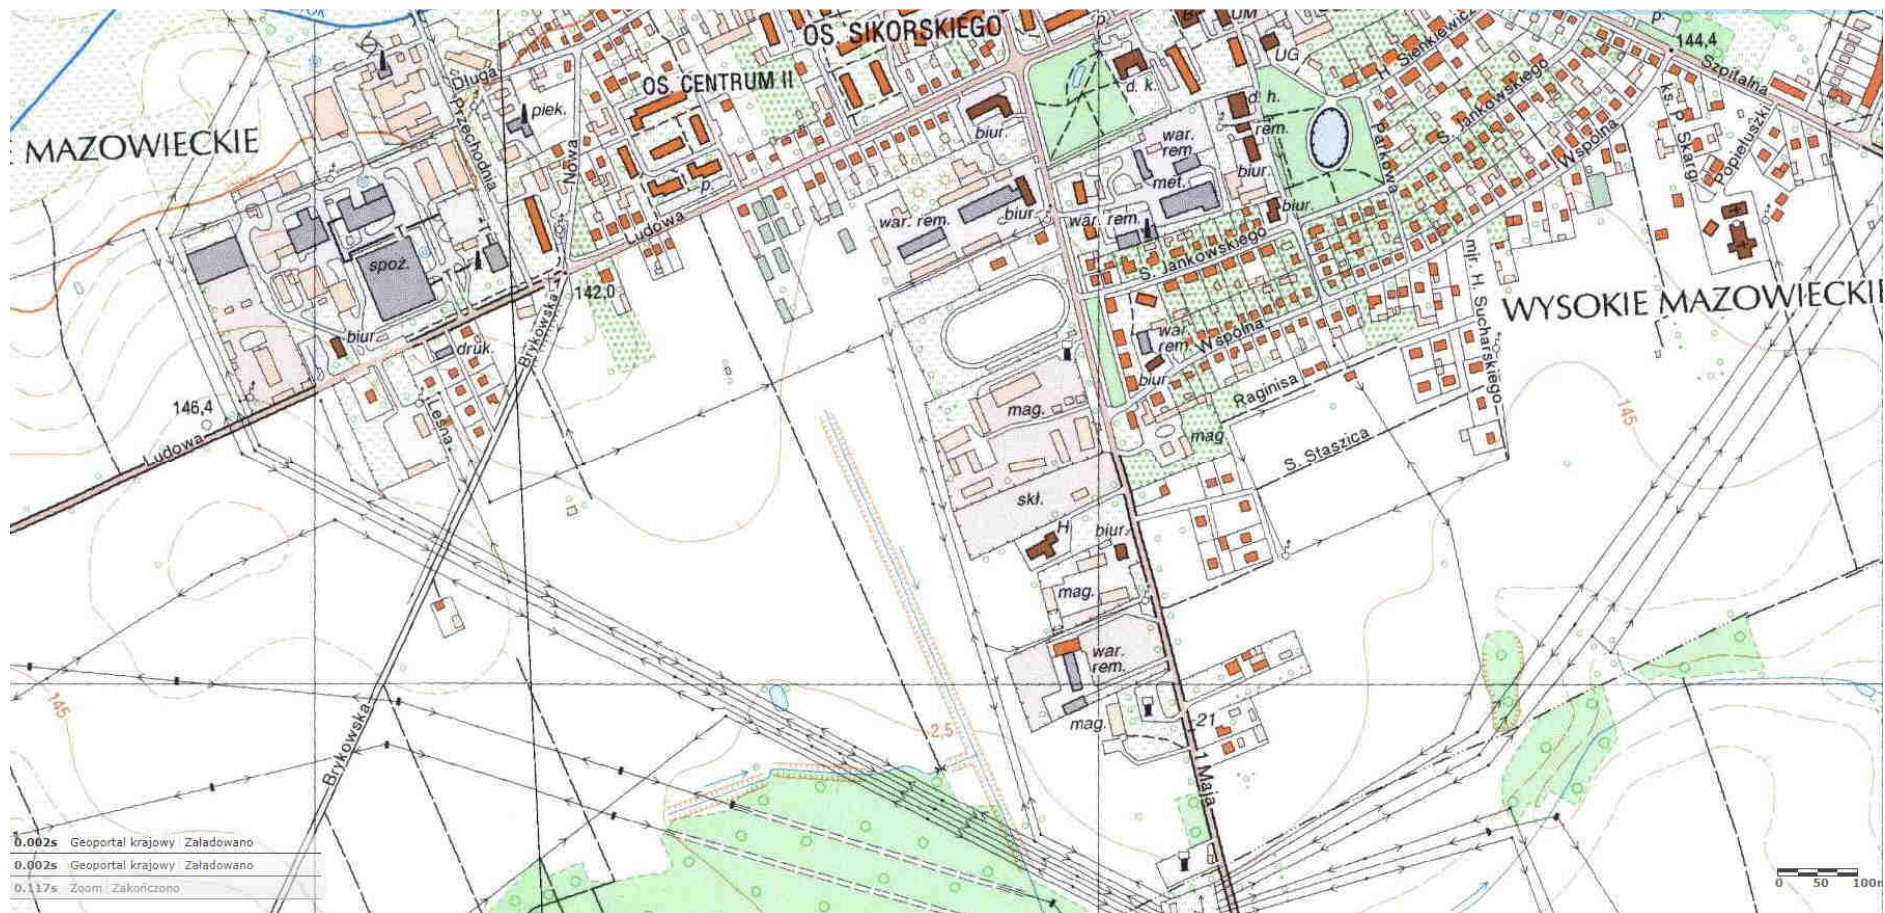 OS. SIKORSKIEGO
OS. CENTRUM II
UM
UG
p.
p.
H. Sienkiewicza
144,4
Szpitalna
Długa
Przechodnia
piek.
Nowa
biur.
d. k.
d. h.
rem.
war.
rem
met.
biur.
biur.
S. Jankowskiego
Wspólna
Parkowa
ks. P. Skargi
Popiełuszki
MAZOWIECKIE
p.
Ludowa
war. rem.
biur.
war. rem.
S. Jankowskiego
mjr. H. Sucharskiego
WYSOKIE MAZOWIECKIE
spoż.
142,0
Brykowska
biur.
druk.
war.
rem.
Wspólna
biur.
Raginisa
145
146,4
Ludowa
Leśna
mag.
mag.
S. Staszica
skł.
H
biur.
mag.
war.
rem.
mag.
21
145
Brykowska
2,5
1 Maja
0.002s Geoportal krajowy Załadowano
0.002s Geoportal krajowy Załadowano
0.117s Zoom Zakończono
0 50 100m